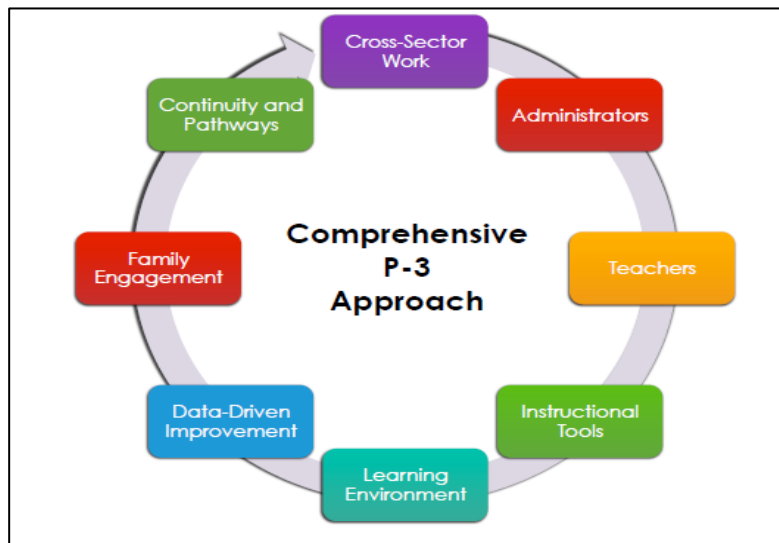 Cross-Sector
Work
Administrators
Teachers
Instructional
Tools
Learning
Environment
Data-Driven
Improvement
Family
Engagement
Continuity and
Pathways
Comprehensive
P-3
Approach